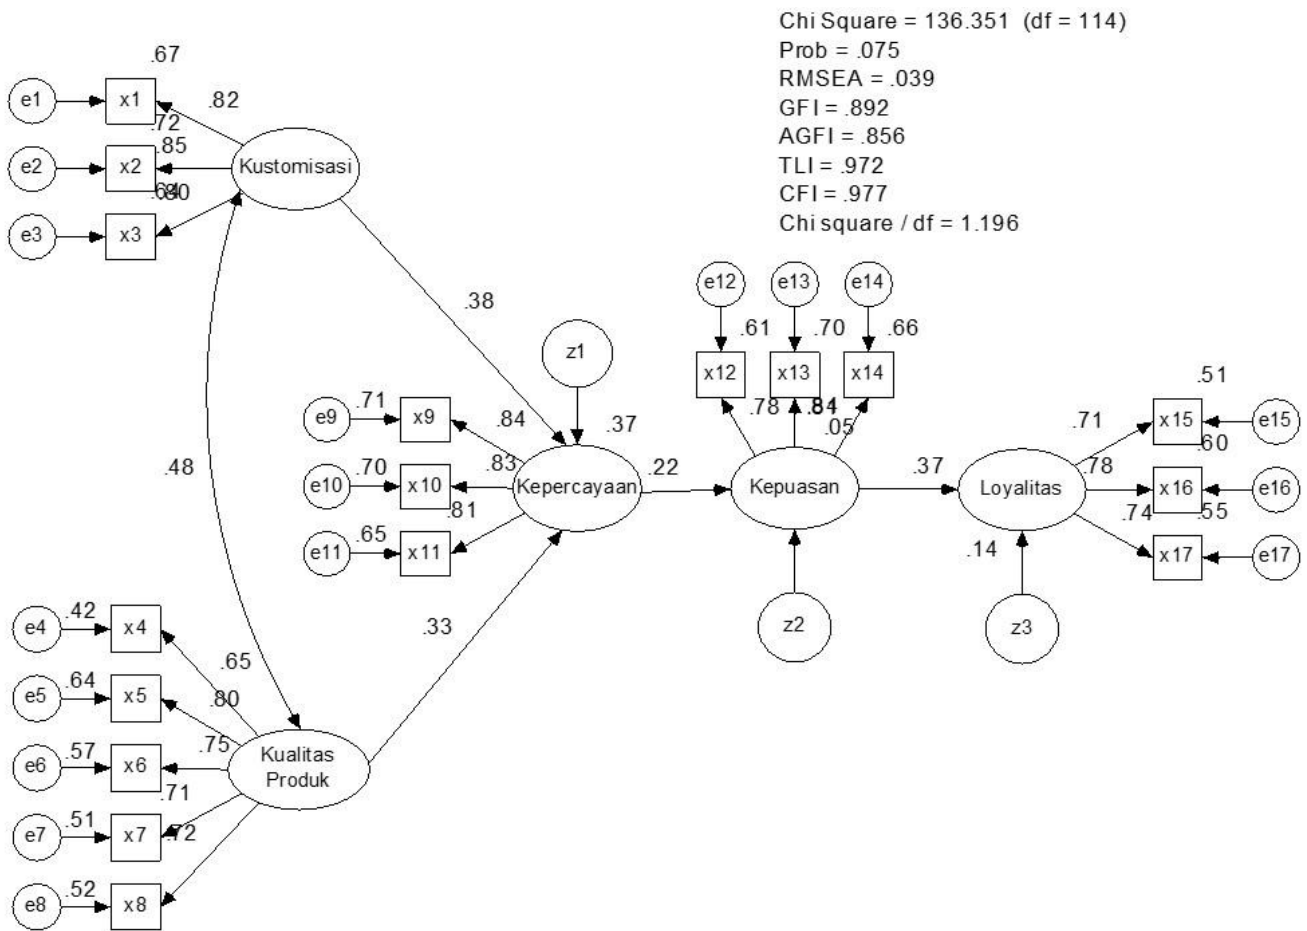 Chi Square = 136.351 (df = 114)
Prob = .075
RMSEA = .039
GFI = .892
AGFI = .856
TLI = .972
CFI = .977
Chi square / df = 1.196
.67
e1 x1 .82
.72
e2 x2 .85
Kustomisasi
.64 .80
e3 x3
.38
.48
z1
.37
e9 .71 x9 .84
e10 .70 x10 .83
Kepercayaan
e11 .65 x11 .81
.22
.33
e12 e13 e14
.61 .70 .66
x12 x13 x14
.78 .84 .81
.05
Kepuasan
z2
.37
Loyalitas
.14
z3
.51
.71 x15 e15
.60
.78 x16 e16
.55
.74 x17 e17
e4 .42 x4 .65
e5 .64 x5 .80
e6 .57 x6 .75
Kualitas
Produk
e7 .51 x7 .71
e8 .52 x8 .72